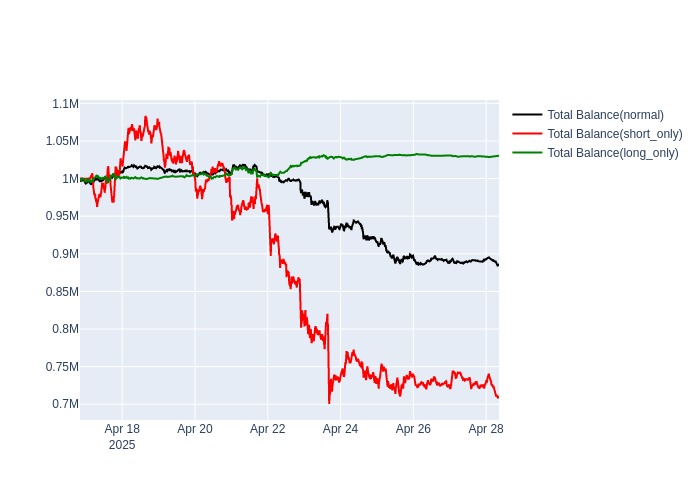 1.1M
1.05M
1M
0.95M
0.9M
0.85M
0.8M
0.75M
0.7M
Apr 18
2025
Apr 20
Apr 22
Apr 24
Apr 26
Apr 28
Total Balance(normal)
Total Balance(short_only)
Total Balance(long_only)